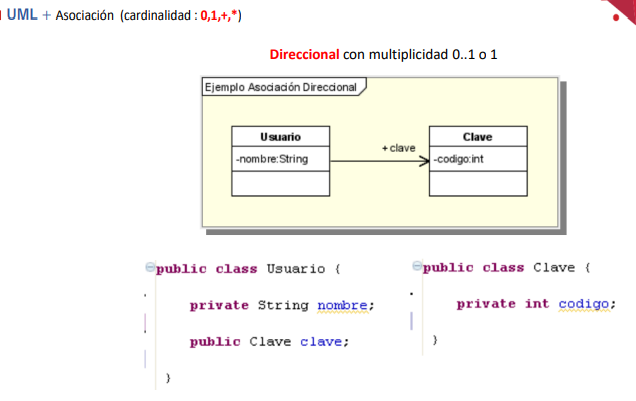 UML + Asociación (cardinalidad : 0,1,+,*)
Direccional con multiplicidad 0..1 o 1
Ejemplo Asociación Direccional
Usuario
-nombre:String
+clave
Clave
-codigo:int
public class Usuario {
private String nombre;
public Clave clave;
}
public class Clave {
private int codigo;
}